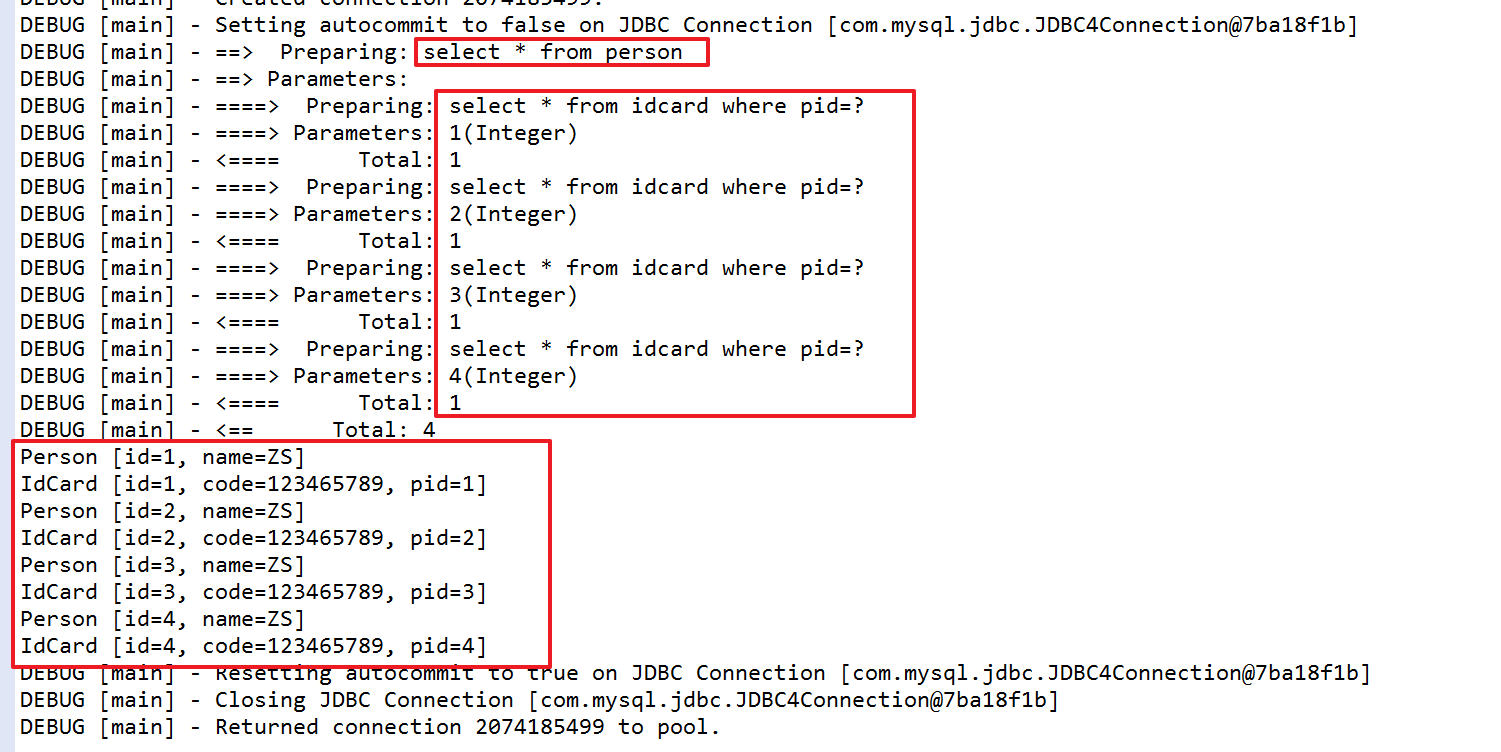 DEBUG [main] - Created connection 2074185499.
DEBUG [main] - Setting autocommit to false on JDBC Connection [com.mysql.jdbc.JDBC4Connection@7ba18f1b]
DEBUG [main] - ==>  Preparing: select * from person
DEBUG [main] - ==> Parameters:
DEBUG [main] - ====>  Preparing: select * from idcard where pid=?
DEBUG [main] - ====> Parameters: 1(Integer)
DEBUG [main] - <====      Total: 1
DEBUG [main] - ====>  Preparing: select * from idcard where pid=?
DEBUG [main] - ====> Parameters: 2(Integer)
DEBUG [main] - <====      Total: 1
DEBUG [main] - ====>  Preparing: select * from idcard where pid=?
DEBUG [main] - ====> Parameters: 3(Integer)
DEBUG [main] - <====      Total: 1
DEBUG [main] - ====>  Preparing: select * from idcard where pid=?
DEBUG [main] - ====> Parameters: 4(Integer)
DEBUG [main] - <====      Total: 1
DEBUG [main] - <==      Total: 4
Person [id=1, name=ZS]
IdCard [id=1, code=123465789, pid=1]
Person [id=2, name=ZS]
IdCard [id=2, code=123465789, pid=2]
Person [id=3, name=ZS]
IdCard [id=3, code=123465789, pid=3]
Person [id=4, name=ZS]
IdCard [id=4, code=123465789, pid=4]
DEBUG [main] - Resetting autocommit to true on JDBC Connection [com.mysql.jdbc.JDBC4Connection@7ba18f1b]
DEBUG [main] - Closing JDBC Connection [com.mysql.jdbc.JDBC4Connection@7ba18f1b]
DEBUG [main] - Returned connection 2074185499 to pool.